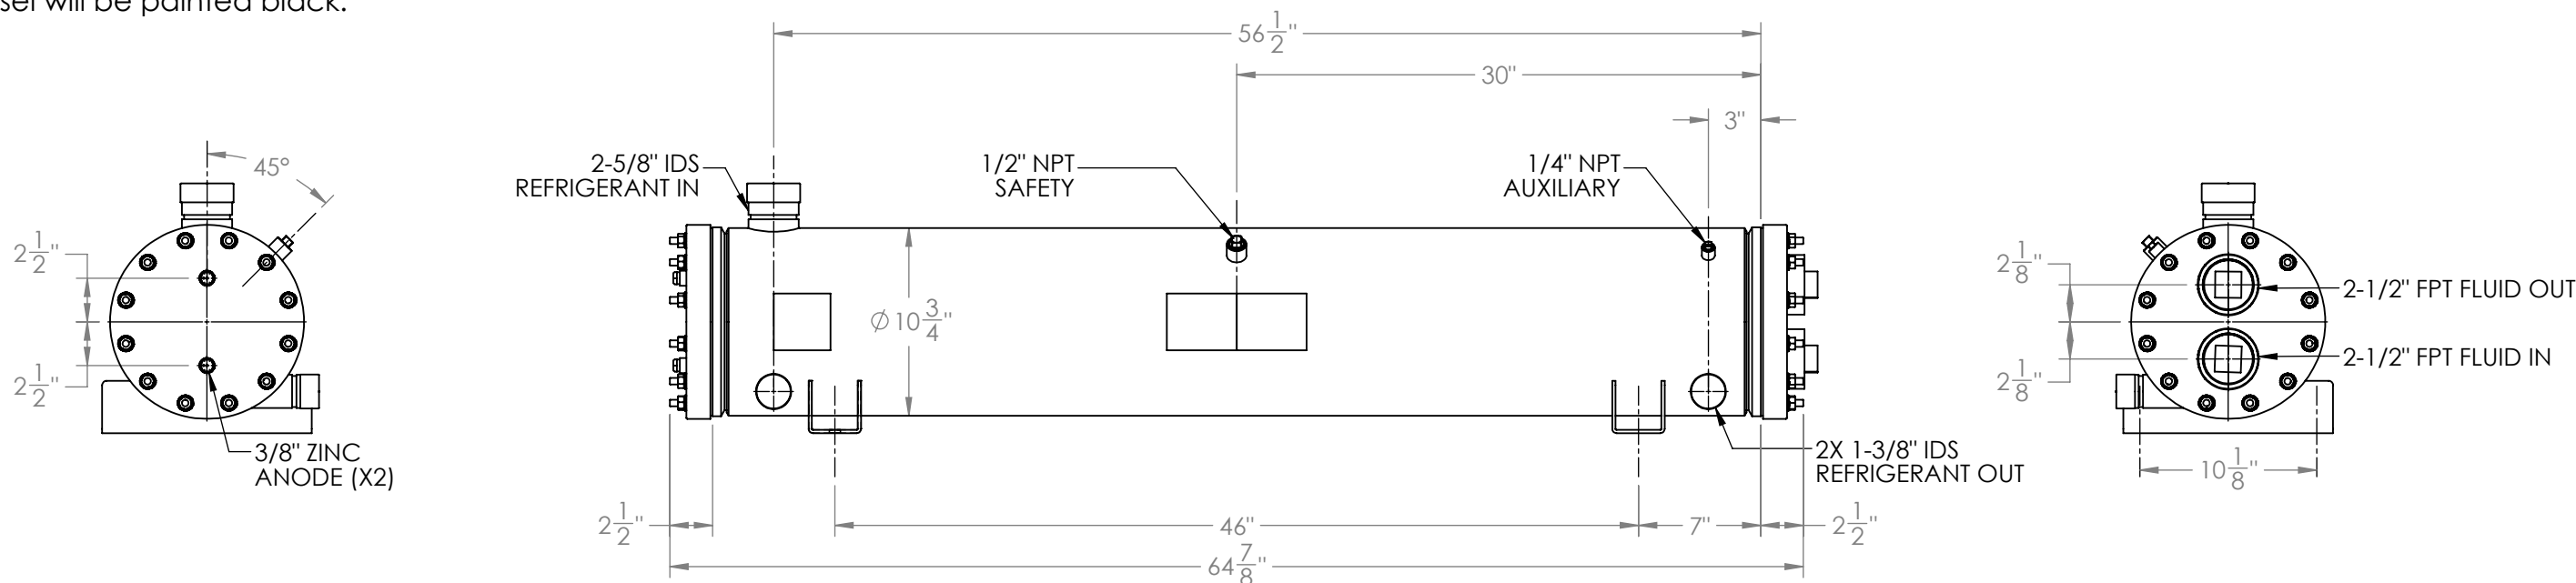 sel will be painted black.
56 1/2"
30"
3"
45°
2-5/8" IDS
REFRIGERANT IN
1/2" NPT
SAFETY
1/4" NPT
AUXILIARY
2 1/2"
2 1/2"
3/8" ZINC
ANODE (X2)
Ø 10 3/4"
2 1/8"
2 1/8"
2-1/2" FPT FLUID OUT
2-1/2" FPT FLUID IN
2X 1-3/8" IDS
REFRIGERANT OUT
10 1/8"
2 1/2"
46"
7"
2 1/2"
64 7/8"